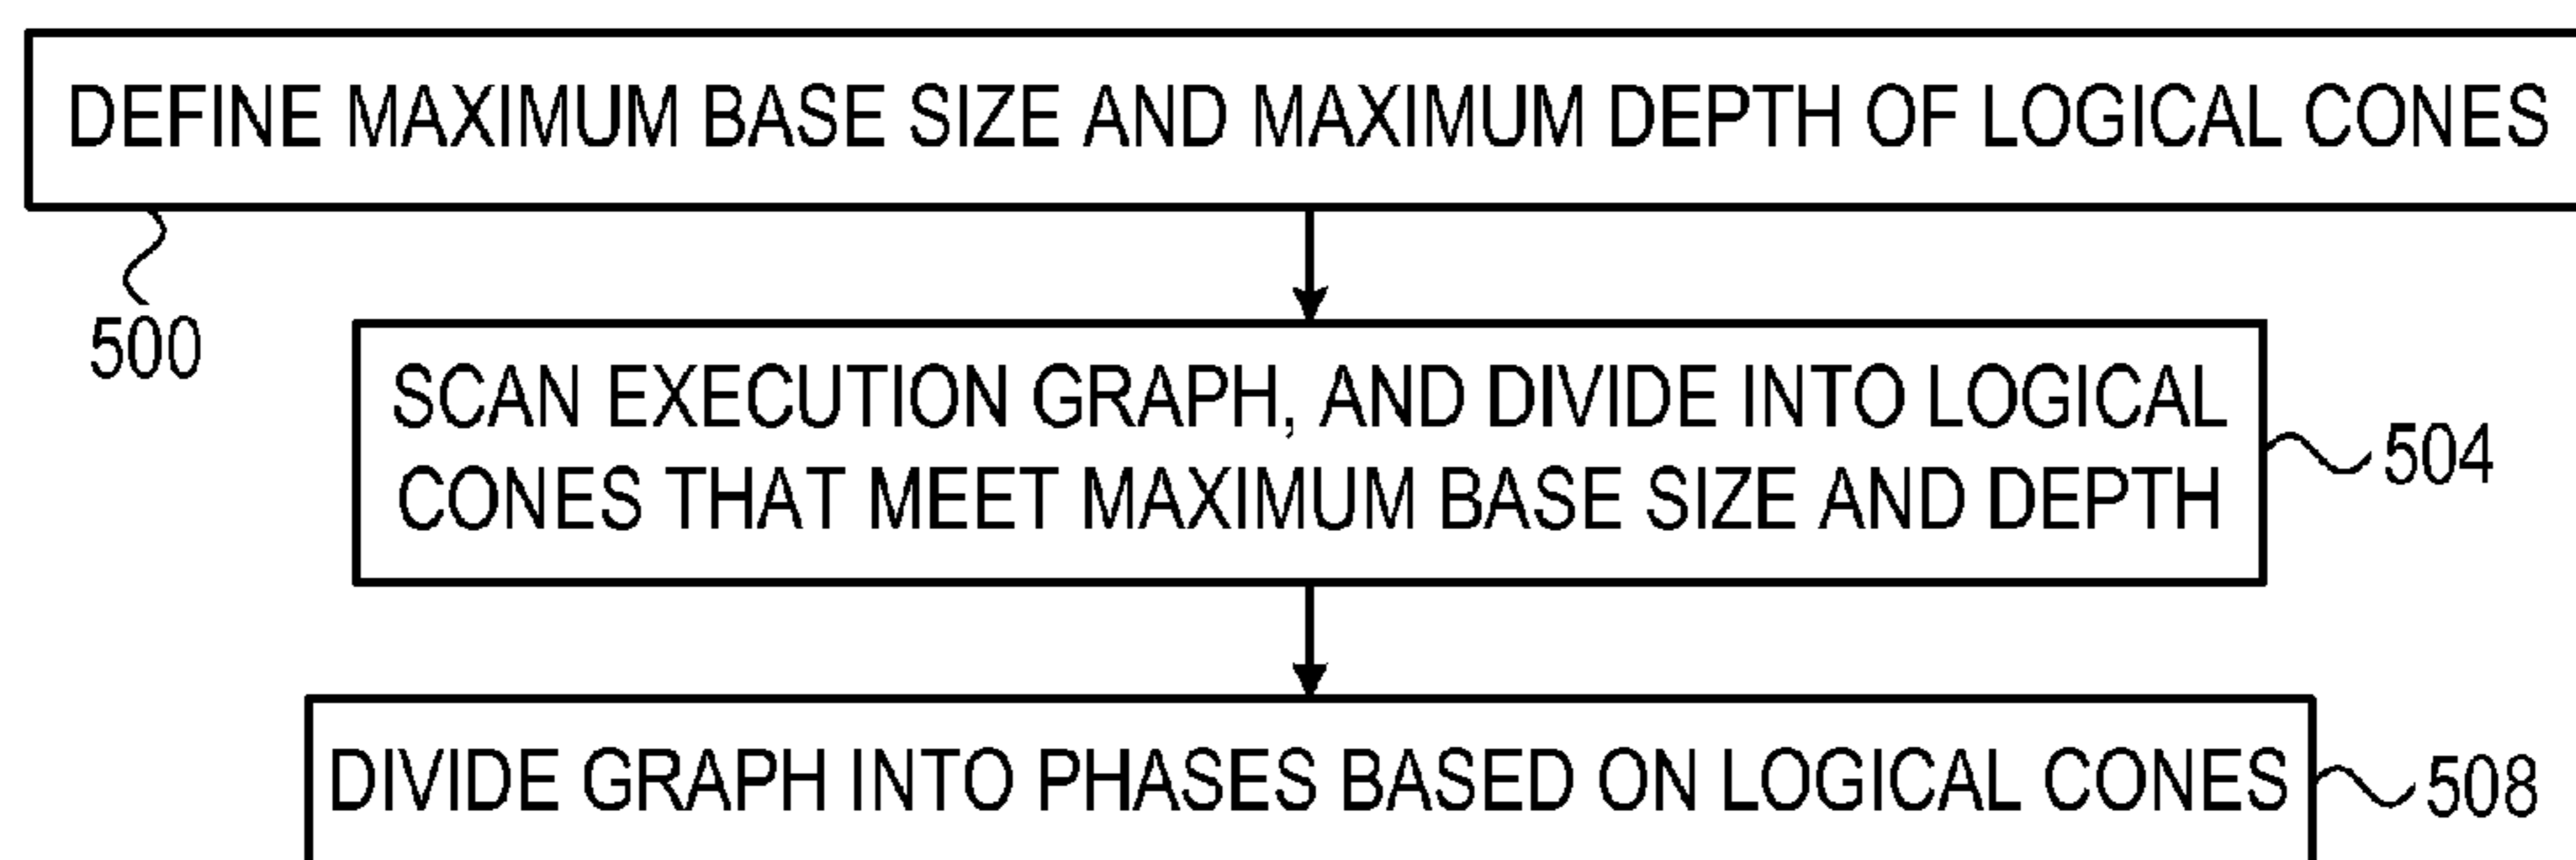 DEFINE MAXIMUM BASE SIZE AND MAXIMUM DEPTH OF LOGICAL CONES
500
SCAN EXECUTION GRAPH, AND DIVIDE INTO LOGICAL
CONES THAT MEET MAXIMUM BASE SIZE AND DEPTH
504
DIVIDE GRAPH INTO PHASES BASED ON LOGICAL CONES
508